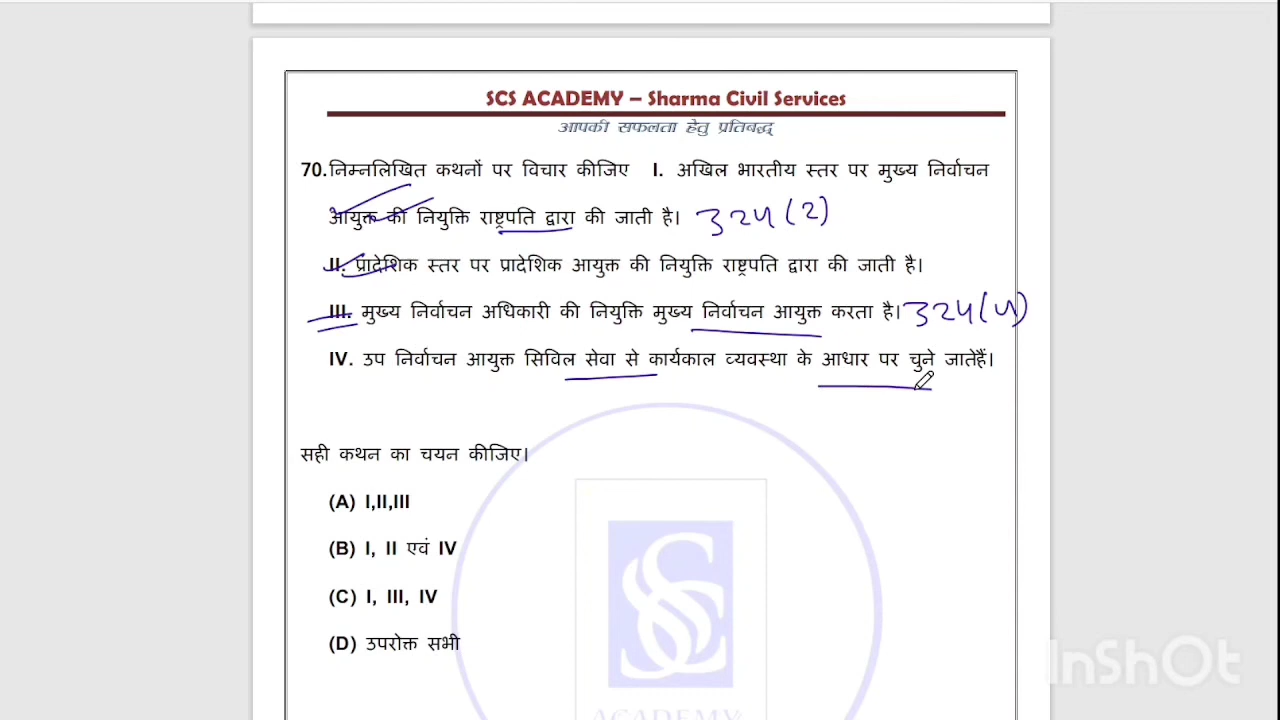 SCS ACADEMY – Sharma Civil Services
आपकी सफलता हेतु प्रतिबद्ध
70. निम्नलिखित कथनों पर विचार कीजिए I. अखिल भारतीय स्तर पर मुख्य निर्वाचन
आयुक्त की नियुक्ति राष्ट्रपति द्वारा की जाती है। 324(2)
II. प्रादेशिक स्तर पर प्रादेशिक आयुक्त की नियुक्ति राष्ट्रपति द्वारा की जाती है।
III. मुख्य निर्वाचन अधिकारी की नियुक्ति मुख्य निर्वाचन आयुक्त करता है। 324(4)
IV. उप निर्वाचन आयुक्त सिविल सेवा से कार्यकाल व्यवस्था के आधार पर चुने जातेहैं।
सही कथन का चयन कीजिए।
(A) I,II,III
(B) I, II एवं IV
(C) I, III, IV
(D) उपरोक्त सभी
InShOt
ACADEMY